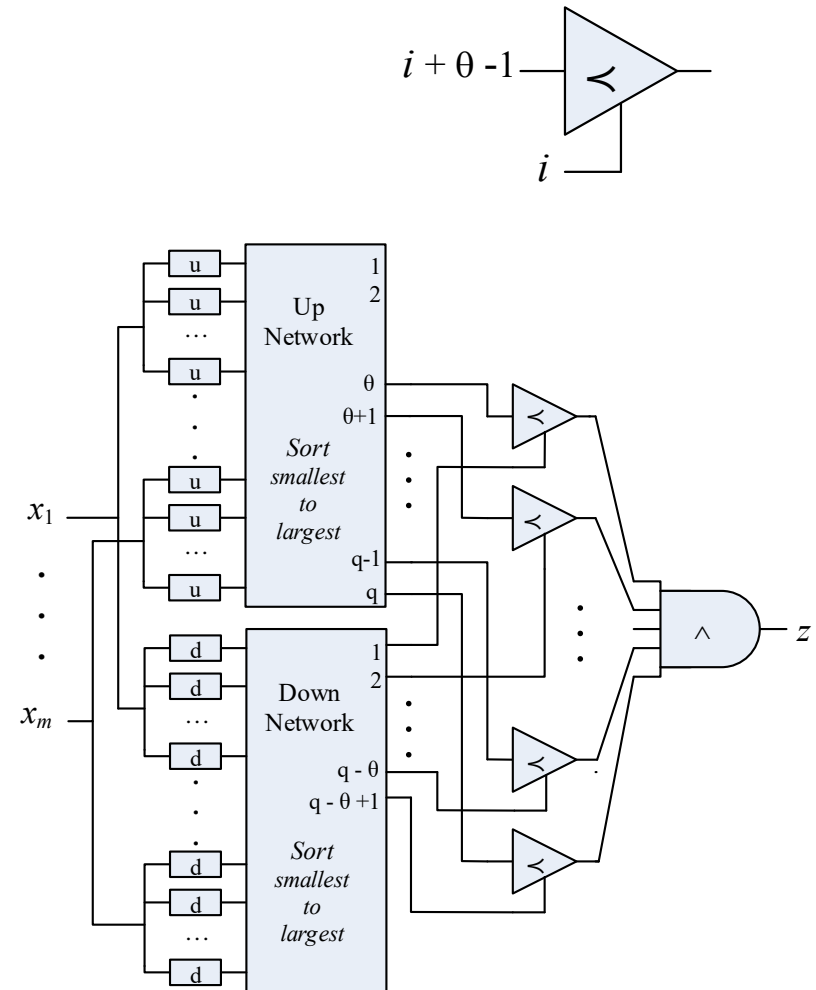 i + θ -1
≺
i
u
1
u
2
Up
Network
…
u
θ
≺
θ+1
Sort
smallest
to
largest
u
x1
u
≺
…
q-1
u
q
∧
z
d
1
d
2
Down
Network
xm
…
d
q - θ
≺
q - θ +1
d
Sort
smallest
to
largest
≺
d
…
d